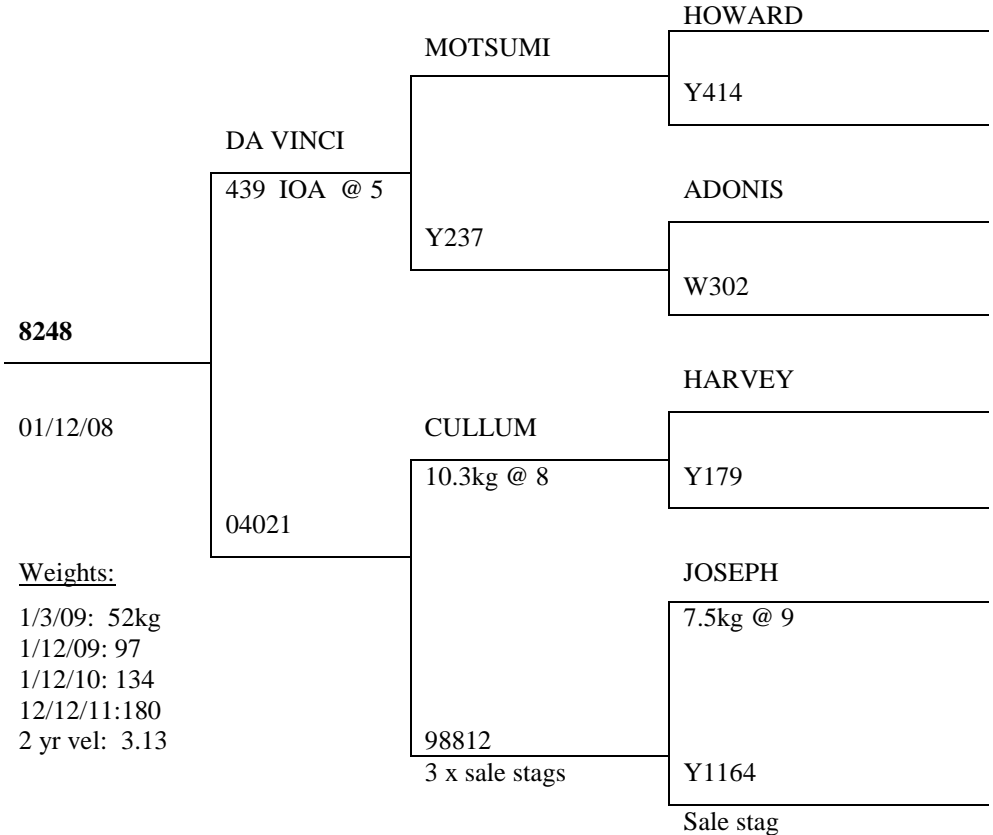 HOWARD
MOTSUMI
Y414
DA VINCI
439 IOA @ 5
ADONIS
Y237
W302
8248
HARVEY
01/12/08
CULLUM
10.3kg @ 8
Y179
04021
Weights:
JOSEPH
1/3/09: 52kg
7.5kg @ 9
1/12/09: 97
1/12/10: 134
12/12/11:180
2 yr vel: 3.13
98812
3 x sale stags
Y1164
Sale stag